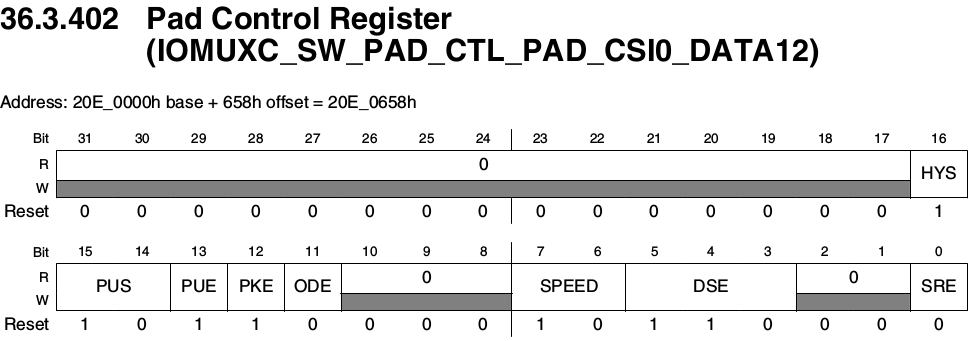 36.3.402 Pad Control Register
(IOMUXC_SW_PAD_CTL_PAD_CSI0_DATA12)
Address: 20E_0000h base + 658h offset = 20E_0658h
Bit 31 30 29 28 27 26 25 24 23 22 21 20 19 18 17 16
R 0 HYS
W
Reset 0 0 0 0 0 0 0 0 0 0 0 0 0 0 0 1
Bit 15 14 13 12 11 10 9 8 7 6 5 4 3 2 1 0
R PUS PUE PKE ODE 0 SPEED DSE 0 SRE
W
Reset 1 0 1 1 0 0 0 0 1 0 1 1 0 0 0 0